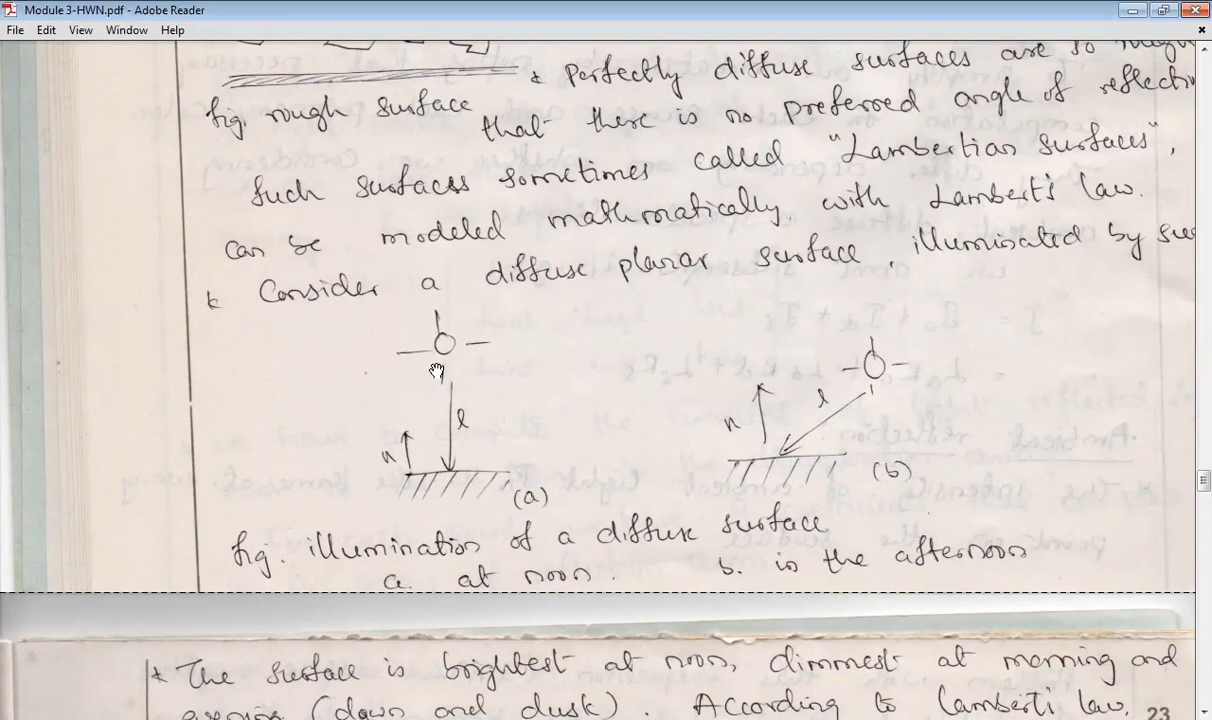 Module 3-HWN.pdf - Adobe Reader
File Edit View Window Help
* Perfectly diffuse surfaces are so
fig. rough surface
that there is no preferred angle of
Such surfaces sometimes called "Lambertian surfaces",
can be modeled mathematically with Lambert's law.
* Consider a diffuse planar surface, illuminated by
l
n
(a)
l
n
(b)
fig. illumination of a diffuse surface
a. at noon. b. in the afternoon
* The surface is brightest at noon, dimmest at morning and
(dawn and dusk). According to Lambert's law,
23